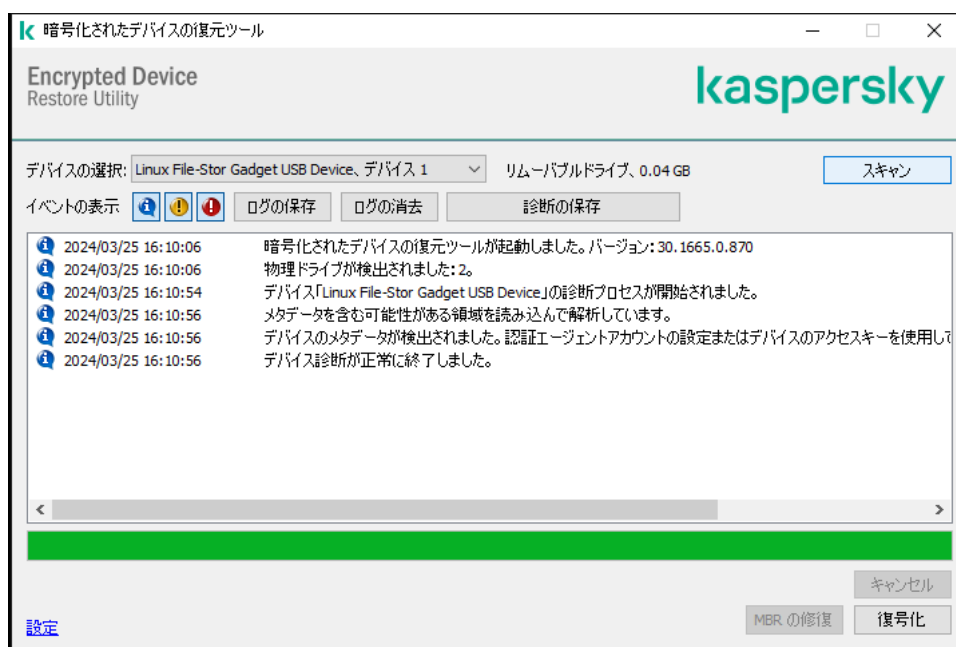 暗号化されたデバイスの復元ツール
Encrypted Device
Restore Utility
kaspersky
デバイスの選択: Linux File-Stor Gadget USB Device、デバイス 1 リムーバブルドライブ、0.04 GB スキャン
イベントの表示 ログの保存 ログの消去 診断の保存
2024/03/25 16:10:06 暗号化されたデバイスの復元ツールが起動しました。バージョン: 30.1665.0.870
2024/03/25 16:10:06 物理ドライブが検出されました: 2。
2024/03/25 16:10:54 デバイス「Linux File-Stor Gadget USB Device」の診断プロセスが開始されました。
2024/03/25 16:10:56 メタデータを含む可能性がある領域を読み込んで解析しています。
2024/03/25 16:10:56 デバイスのメタデータが検出されました。認証エージェントアカウントの設定またはデバイスのアクセスキーを使用して
2024/03/25 16:10:56 デバイス診断が正常に終了しました。
キャンセル
設定 MBR の修復 復号化